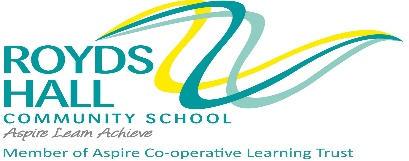 ROYDS
HALL
COMMUNITY SCHOOL
Aspire Learn Achieve
Member of Aspire Co-operative Learning Trust